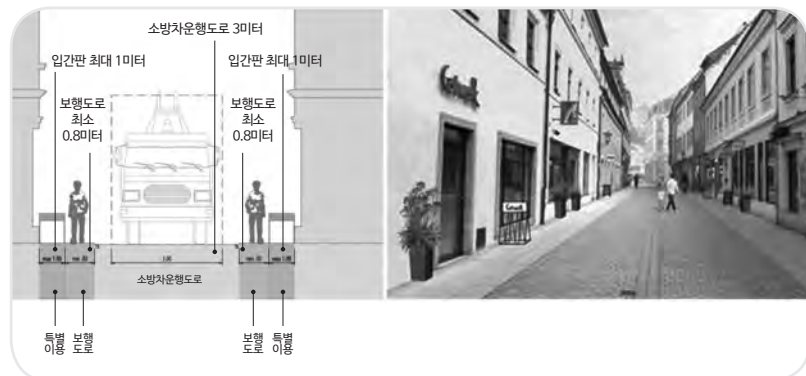 소방차운행도로 3미터
입간판 최대 1미터
입간판 최대 1미터
보행도로
최소
0.8미터
보행도로
최소
0.8미터
3.00
소방차운행도로
특별
이용
보행
도로
보행
도로
특별
이용